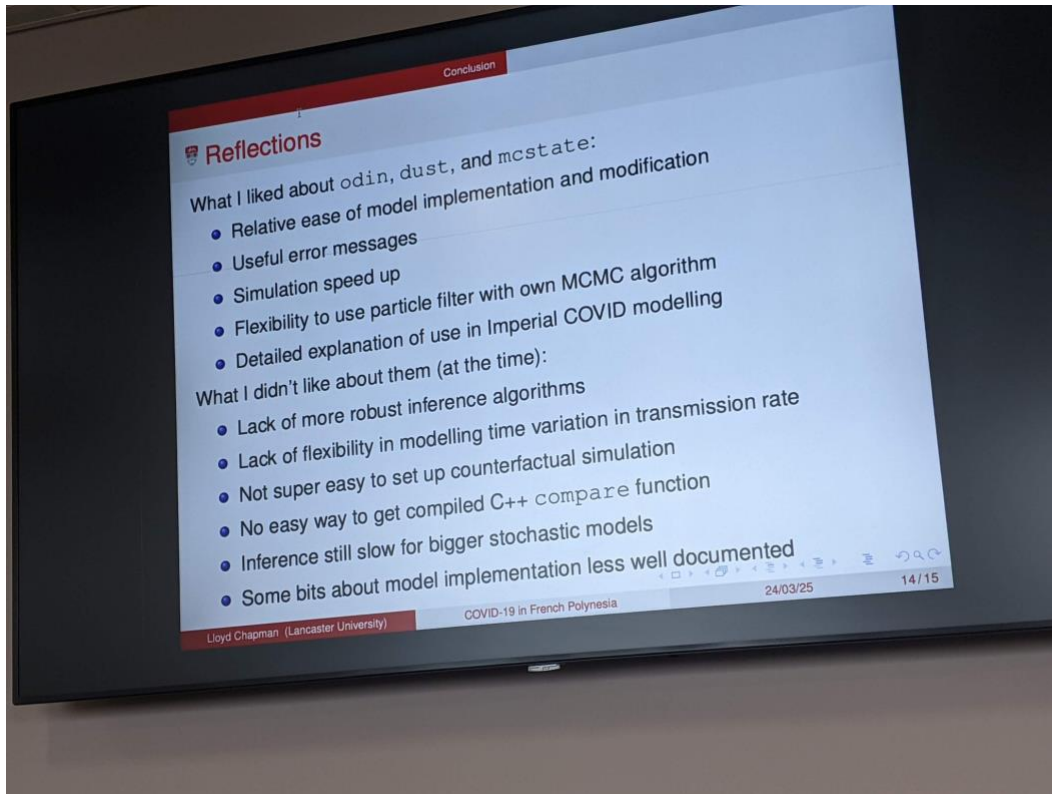 Conclusion
Reflections
What I liked about odin, dust, and mcstate:
Relative ease of model implementation and modification
Useful error messages
Simulation speed up
Flexibility to use particle filter with own MCMC algorithm
Detailed explanation of use in Imperial COVID modelling
What I didn't like about them (at the time):
Lack of more robust inference algorithms
Lack of flexibility in modelling time variation in transmission rate
Not super easy to set up counterfactual simulation
No easy way to get compiled C++ compare function
Inference still slow for bigger stochastic models
Some bits about model implementation less well documented
Lloyd Chapman (Lancaster University) COVID-19 in French Polynesia 24/03/25 14/15